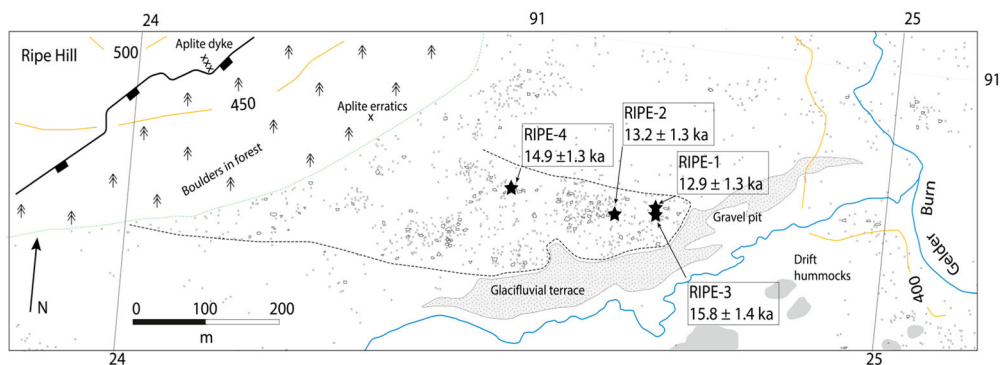 24
91
25
Ripe Hill
500
Aplite dyke
91
450
Aplite erratics
x
RIPE-2
13.2 ± 1.3 ka
RIPE-4
14.9 ±1.3 ka
RIPE-1
12.9 ± 1.3 ka
Boulders in forest
Gravel pit
Gelder Burn
Drift
hummocks
400
Glacifluvial terrace
RIPE-3
15.8 ± 1.4 ka
N
0 100 200
m
24
25